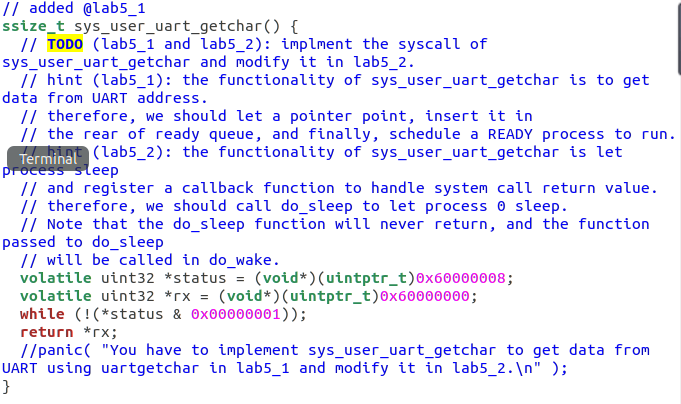 // added @lab5_1
ssize_t sys_user_uart_getchar() {
  // TODO (lab5_1 and lab5_2): implment the syscall of
sys_user_uart_getchar and modify it in lab5_2.
  // hint (lab5_1): the functionality of sys_user_uart_getchar is to get
data from UART address.
  // therefore, we should let a pointer point, insert it in
  // the rear of ready queue, and finally, schedule a READY process to run.
  // hint (lab5_2): the functionality of sys_user_uart_getchar is let
Terminal
process sleep
  // and register a callback function to handle system call return value.
  // therefore, we should call do_sleep to let process 0 sleep.
  // Note that the do_sleep function will never return, and the function
passed to do_sleep
  // will be called in do_wake.
  volatile uint32 *status = (void*)(uintptr_t)0x60000008;
  volatile uint32 *rx = (void*)(uintptr_t)0x60000000;
  while (!(*status & 0x00000001));
  return *rx;
  //panic( "You have to implement sys_user_uart_getchar to get data from
UART using uartgetchar in lab5_1 and modify it in lab5_2.\n" );
}